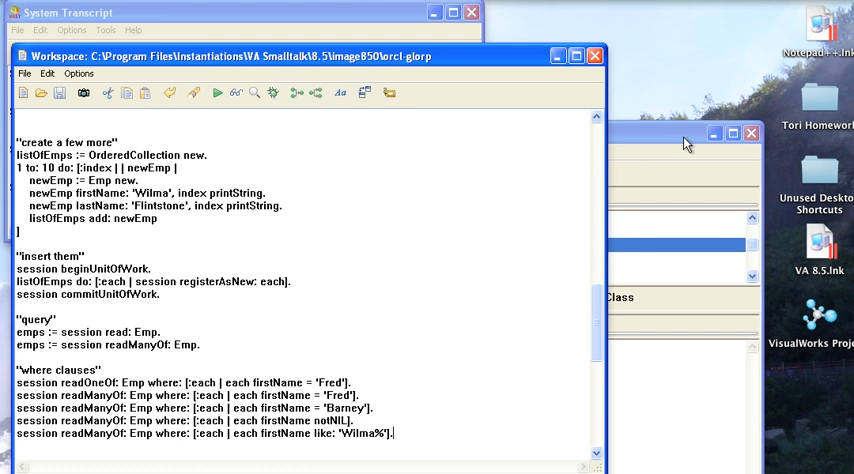 System Transcript
File Edit Options Tools Help
Workspace: C:\Program Files\Instantiations\VA Smalltalk\8.5\image850\orcl-glorp
File Edit Options
"create a few more"
listOfEmps := OrderedCollection new.
1 to: 10 do: [:index | | newEmp |
newEmp := Emp new.
newEmp firstName: 'Wilma', index printString.
newEmp lastName: 'Flintstone', index printString.
listOfEmps add: newEmp
]
"insert them"
session beginUnitOfWork.
listOfEmps do: [:each | session registerAsNew: each].
session commitUnitOfWork.
"query"
emps := session read: Emp.
emps := session readManyOf: Emp.
"where clauses"
session readOneOf: Emp where: [:each | each firstName = 'Fred'].
session readManyOf: Emp where: [:each | each firstName = 'Fred'].
session readManyOf: Emp where: [:each | each firstName = 'Barney'].
session readManyOf: Emp where: [:each | each firstName notNIL].
session readManyOf: Emp where: [:each | each firstName like: 'Wilma%'].
Class
Notepad++.lnk
Tori Homework
Unused Deskto
Shortcuts
VA 8.5.lnk
VisualWorks Proje